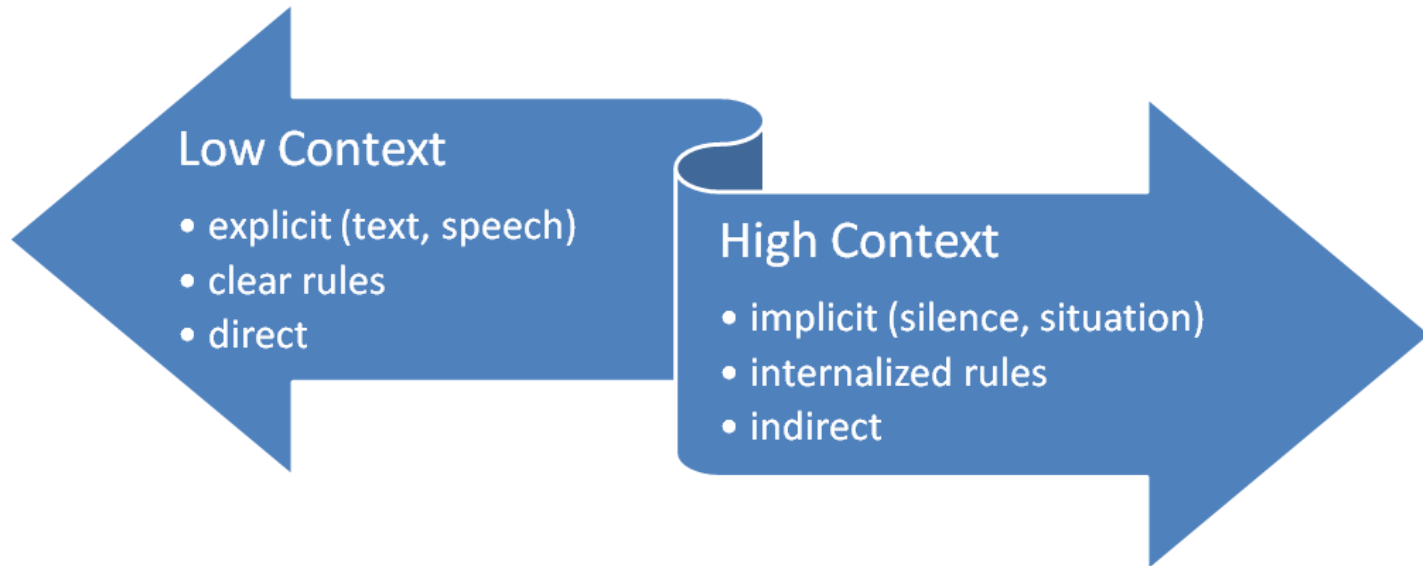 Low Context
• explicit (text, speech)
• clear rules
• direct
High Context
• implicit (silence, situation)
• internalized rules
• indirect